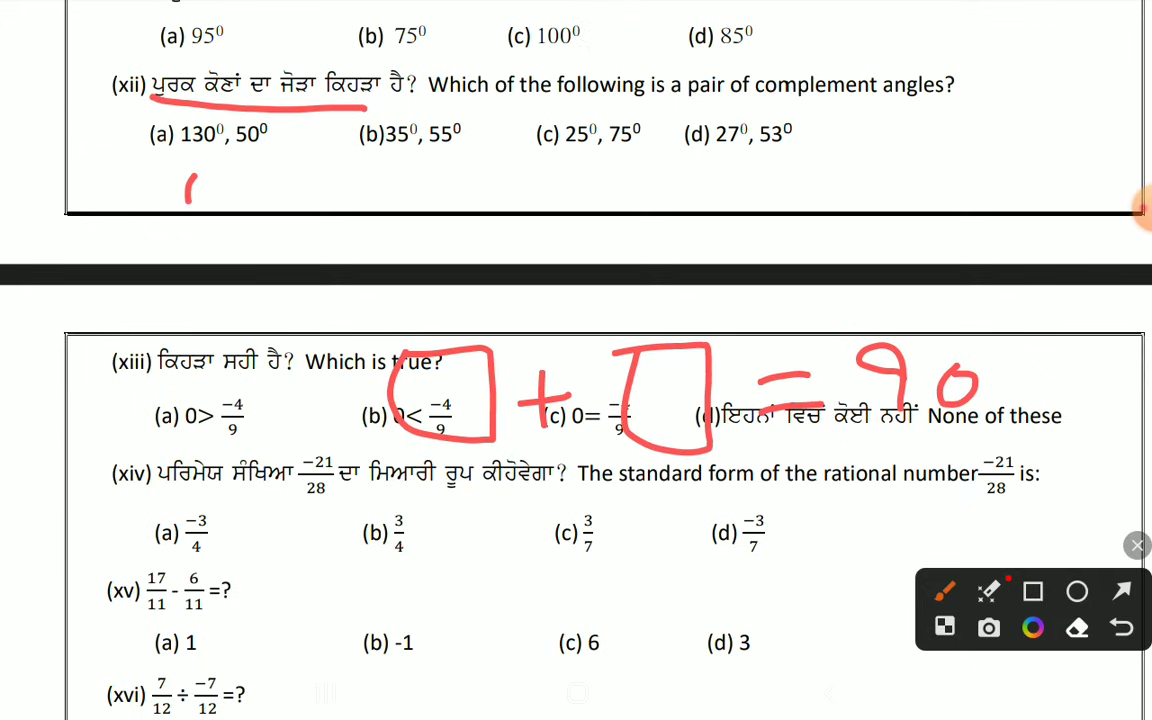 (a) 95⁰ (b) 75⁰ (c) 100⁰ (d) 85⁰
(xii) ਪੁਰਕ ਕੋਣਾਂ ਦਾ ਜੋੜਾ ਕਿਹੜਾ ਹੈ? Which of the following is a pair of complement angles?
(a) 130⁰, 50⁰ (b)35⁰, 55⁰ (c) 25⁰, 75⁰ (d) 27⁰, 53⁰
(xiii) ਕਿਹੜਾ ਸਹੀ ਹੈ? Which is true?
+ = 90
(a) 0> −4/9 (b) 0< −4/9 (c) 0= (d)ਇਹਨਾਂ ਵਿਚੋਂ ਕੋਈ ਨਹੀਂ None of these
(xiv) ਪਰਿਮੇਯ ਸੰਖਿਆ −21/28 ਦਾ ਮਿਆਰੀ ਰੂਪ ਕੀਹੋਵੇਗਾ? The standard form of the rational number −21/28 is:
(a) −3/4 (b) 3/4 (c) 3/7 (d) −3/7
(xv) 17/11 - 6/11 =?
(a) 1 (b) -1 (c) 6 (d) 3
(xvi) 7/12 ÷ −7/12 =?